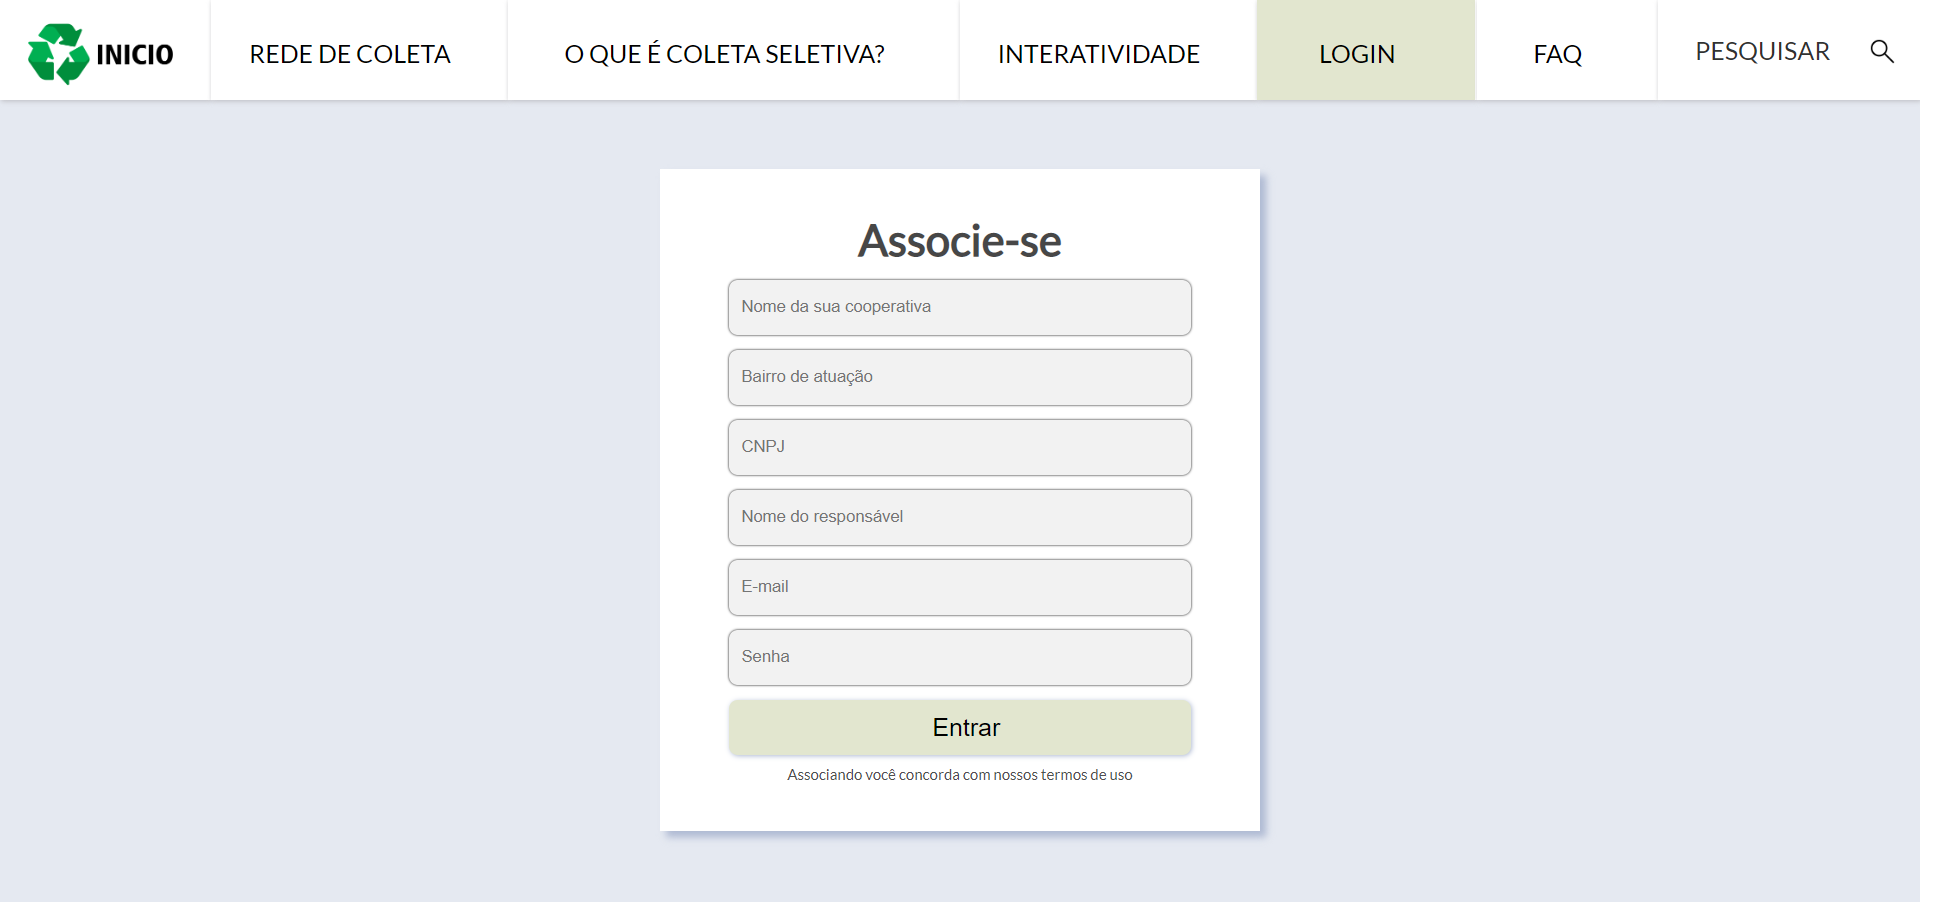 INICIO
REDE DE COLETA
O QUE É COLETA SELETIVA?
INTERATIVIDADE
LOGIN
FAQ
PESQUISAR
Associe-se
Nome da sua cooperativa
Bairro de atuação
CNPJ
Nome do responsável
E-mail
Senha
Entrar
Associando você concorda com nossos termos de uso